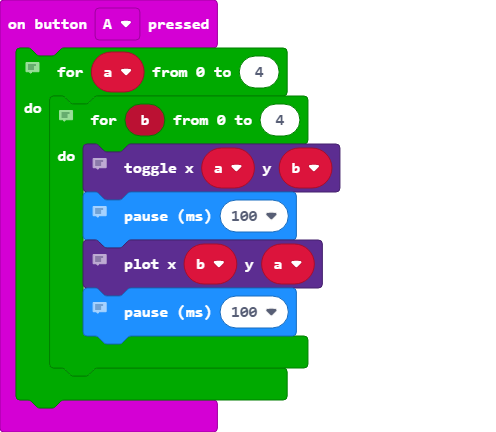 on button A pressed
for a from 0 to 4
do
for b from 0 to 4
do
toggle x a y b
pause (ms) 100
plot x b y a
pause (ms) 100